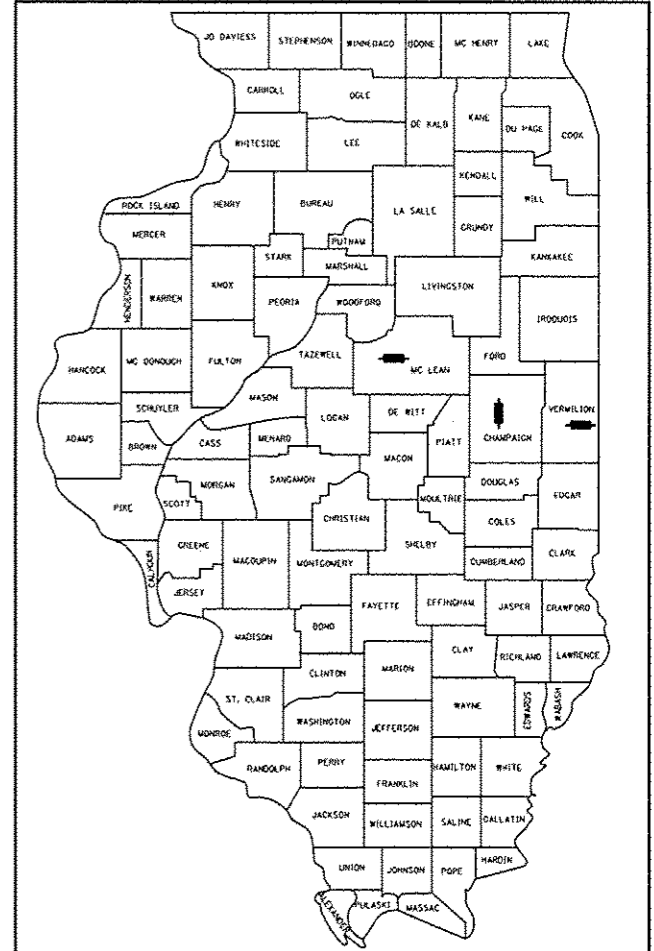 JO DAVIESS STEPHENSON WINNEBAGO BOONE MC HENRY LAKE
CARROLL OGLE DE KALB KANE DU PAGE COOK
WHITESIDE LEE KENDALL WILL
ROCK ISLAND HENRY BUREAU LA SALLE GRUNDY
MERCER PUTNAM KANKAKEE
STARK MARSHALL
HENDERSON WARREN KNOX PEORIA WOODFORD LIVINGSTON IROQUOIS
HANCOCK MC DONOUGH FULTON TAZEWELL MC LEAN FORD
SCHUYLER MASON LOGAN DE WITT VERMILION
ADAMS BROWN CASS MENARD MACON PIATT CHAMPAIGN
PIKE SCOTT MORGAN SANGAMON MOULTRIE DOUGLAS EDGAR
CHRISTIAN COLES
CALHOUN GREENE MACOUPIN MONTGOMERY SHELBY CUMBERLAND CLARK
JERSEY FAYETTE EFFINGHAM JASPER CRAWFORD
MADISON BOND CLAY RICHLAND LAWRENCE
CLINTON MARION
ST. CLAIR WASHINGTON WAYNE EDWARDS WABASH
MONROE JEFFERSON
RANDOLPH PERRY HAMILTON WHITE
FRANKLIN
JACKSON WILLIAMSON SALINE GALLATIN
UNION JOHNSON POPE HARDIN
ALEXANDER PULASKI MASSAC